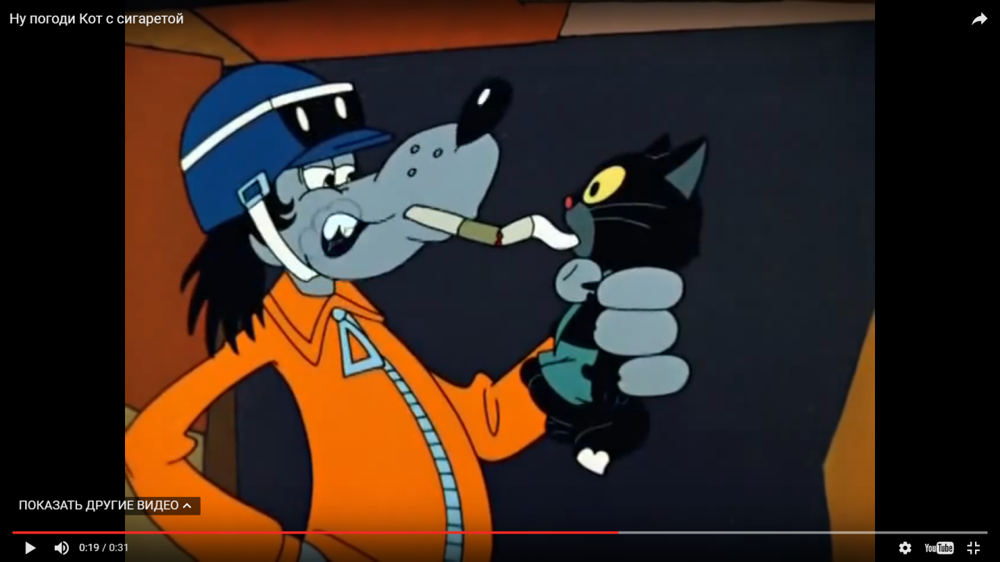 Ну погоди Кот с сигаретой
ПОКАЗАТЬ ДРУГИЕ ВИДЕО
0:19 / 0:31
YouTube